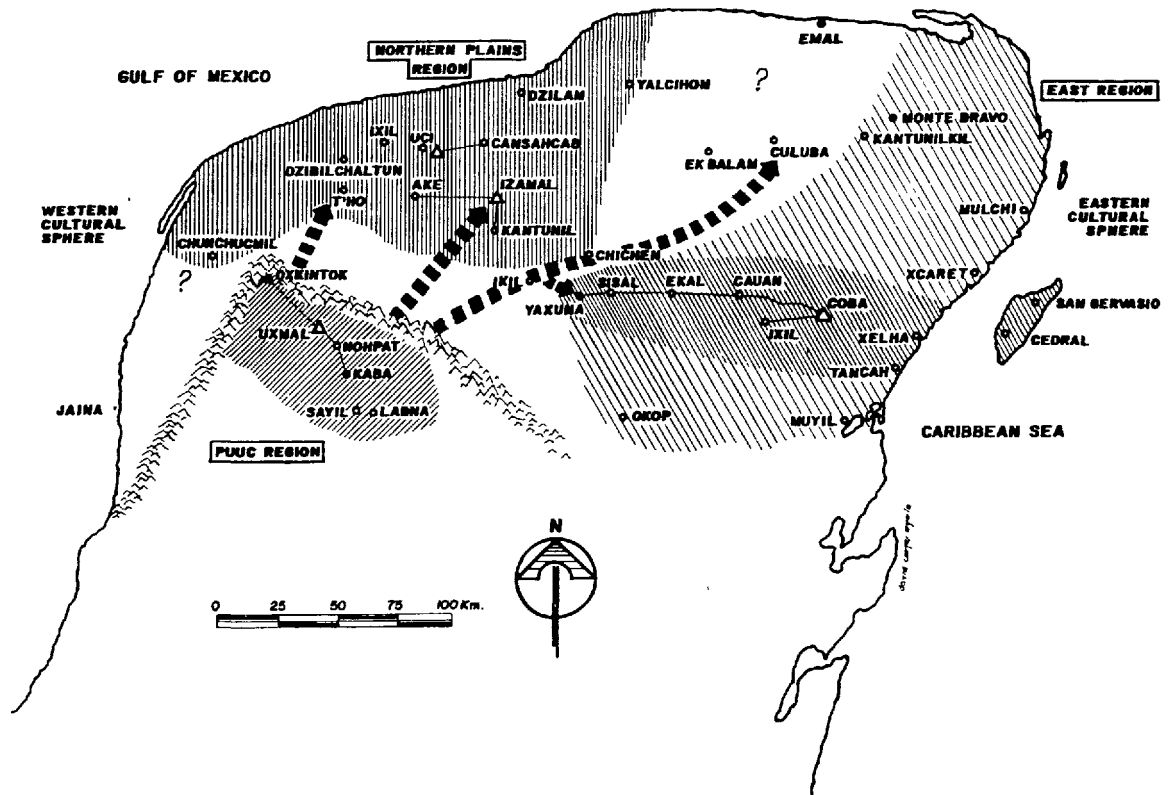 EMAL
NORTHERN PLAINS
REGION
GULF OF MEXICO
?
YALCIHOM
EAST REGION
DZILAM
MONTE BRAVO
IXIL
UCI
CANSAHCAB
KANTUNILKIL
CULUBA
EK BALAM
DZIBILCHALTUN
AKE
IZAMAL
T'HO
WESTERN
CULTURAL
SPHERE
MULCHI
EASTERN
CULTURAL
SPHERE
KANTUNIL
CHUNCHUCMIL
CHICHEN
?
OXKINTOK
XCARET
IKIL
SISAL
EKAL
CAUAN
YAXUNA
COBA
SAN GERVASIO
UXMAL
IXIL
XELHA
CEDRAL
NOHPAT
KABA
TANCAH
JAINA
SAYIL
LABNA
OKOP
MUYIL
CARIBBEAN SEA
PUUC REGION
N
0 25 50 75 100 Km.